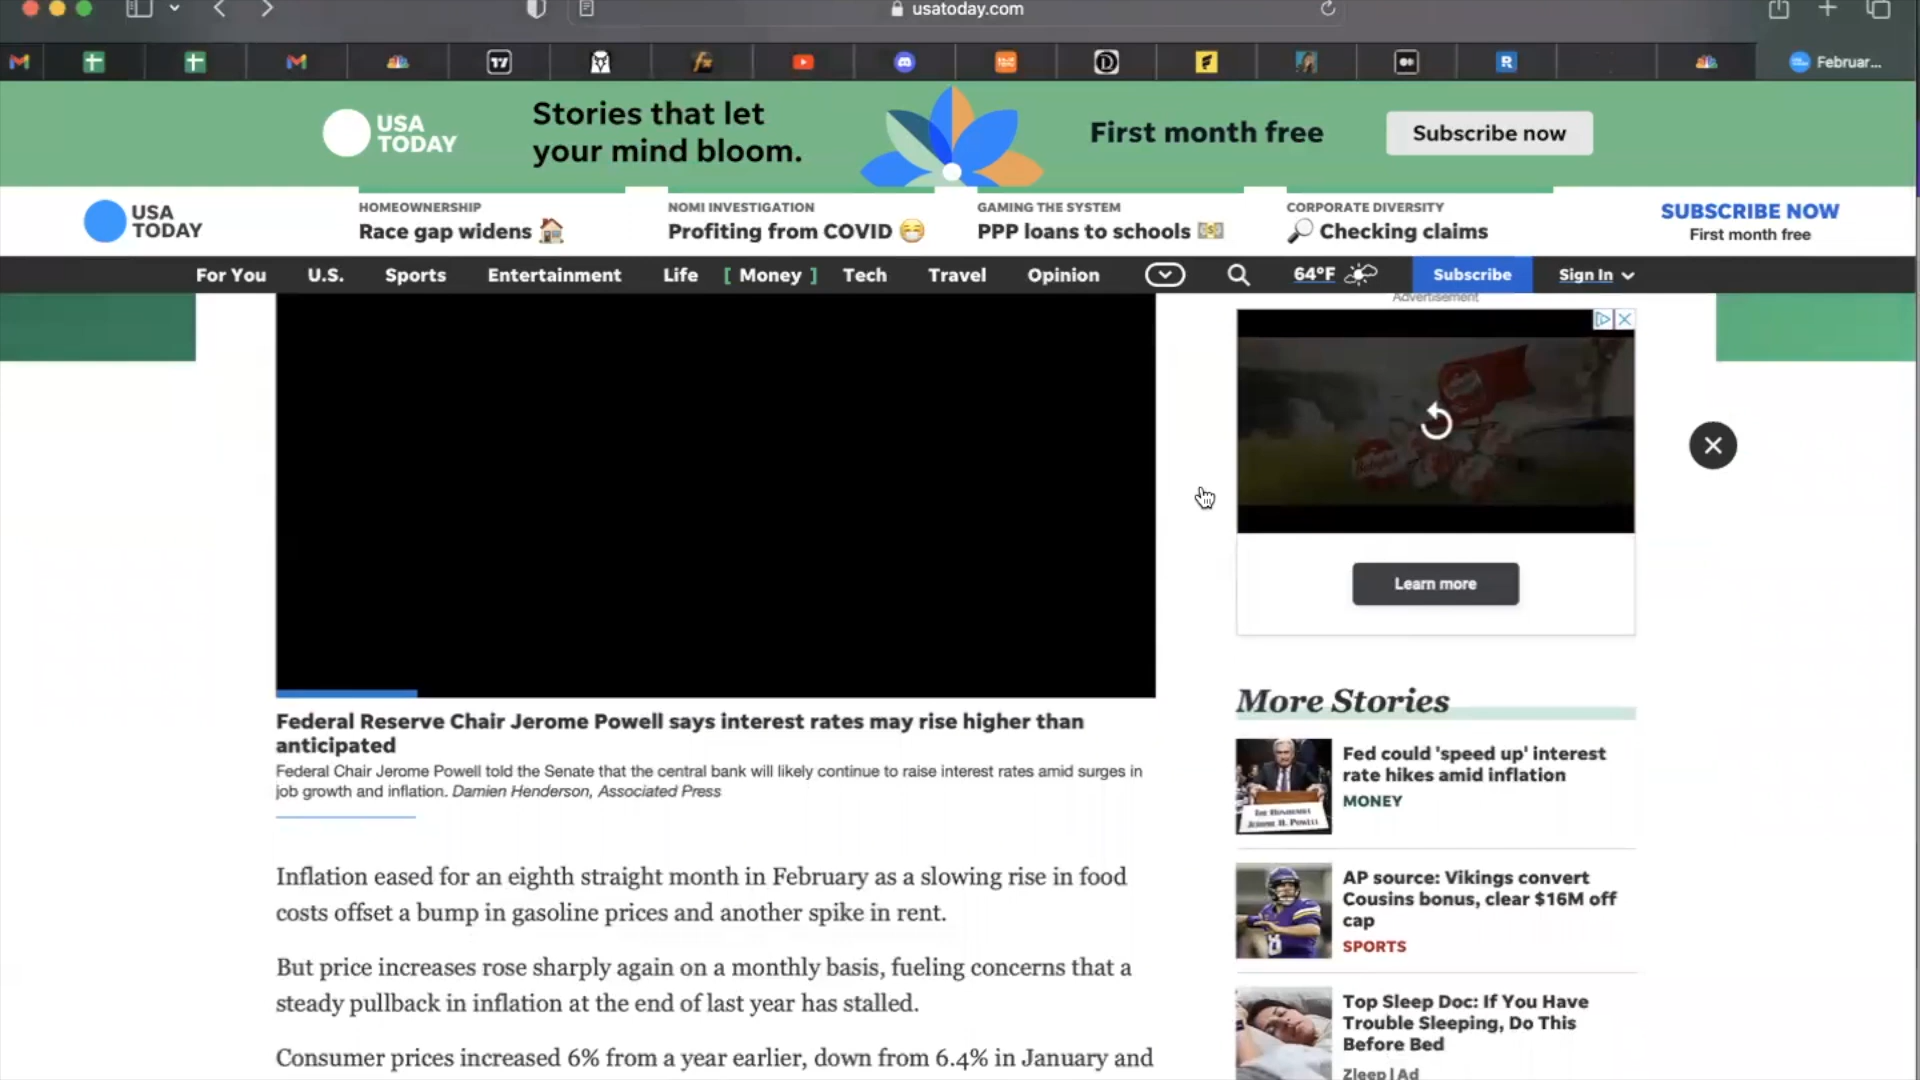 usatoday.com
Februar...
USA
TODAY
Stories that let
your mind bloom.
First month free
Subscribe now
USA
TODAY
HOMEOWNERSHIP
Race gap widens
NOMI INVESTIGATION
Profiting from COVID
GAMING THE SYSTEM
PPP loans to schools
CORPORATE DIVERSITY
Checking claims
SUBSCRIBE NOW
First month free
For You
U.S.
Sports
Entertainment
Life
[ Money ]
Tech
Travel
Opinion
64°F
Subscribe
Sign In
Advertisement
Learn more
Federal Reserve Chair Jerome Powell says interest rates may rise higher than
anticipated
Federal Chair Jerome Powell told the Senate that the central bank will likely continue to raise interest rates amid surges in
job growth and inflation. Damien Henderson, Associated Press
Inflation eased for an eighth straight month in February as a slowing rise in food
costs offset a bump in gasoline prices and another spike in rent.
But price increases rose sharply again on a monthly basis, fueling concerns that a
steady pullback in inflation at the end of last year has stalled.
Consumer prices increased 6% from a year earlier, down from 6.4% in January and
More Stories
THE HONORABLE
JEROME H. POWELL
Fed could 'speed up' interest
rate hikes amid inflation
MONEY
8
AP source: Vikings convert
Cousins bonus, clear $16M off
cap
SPORTS
Top Sleep Doc: If You Have
Trouble Sleeping, Do This
Before Bed
Zleep | Ad